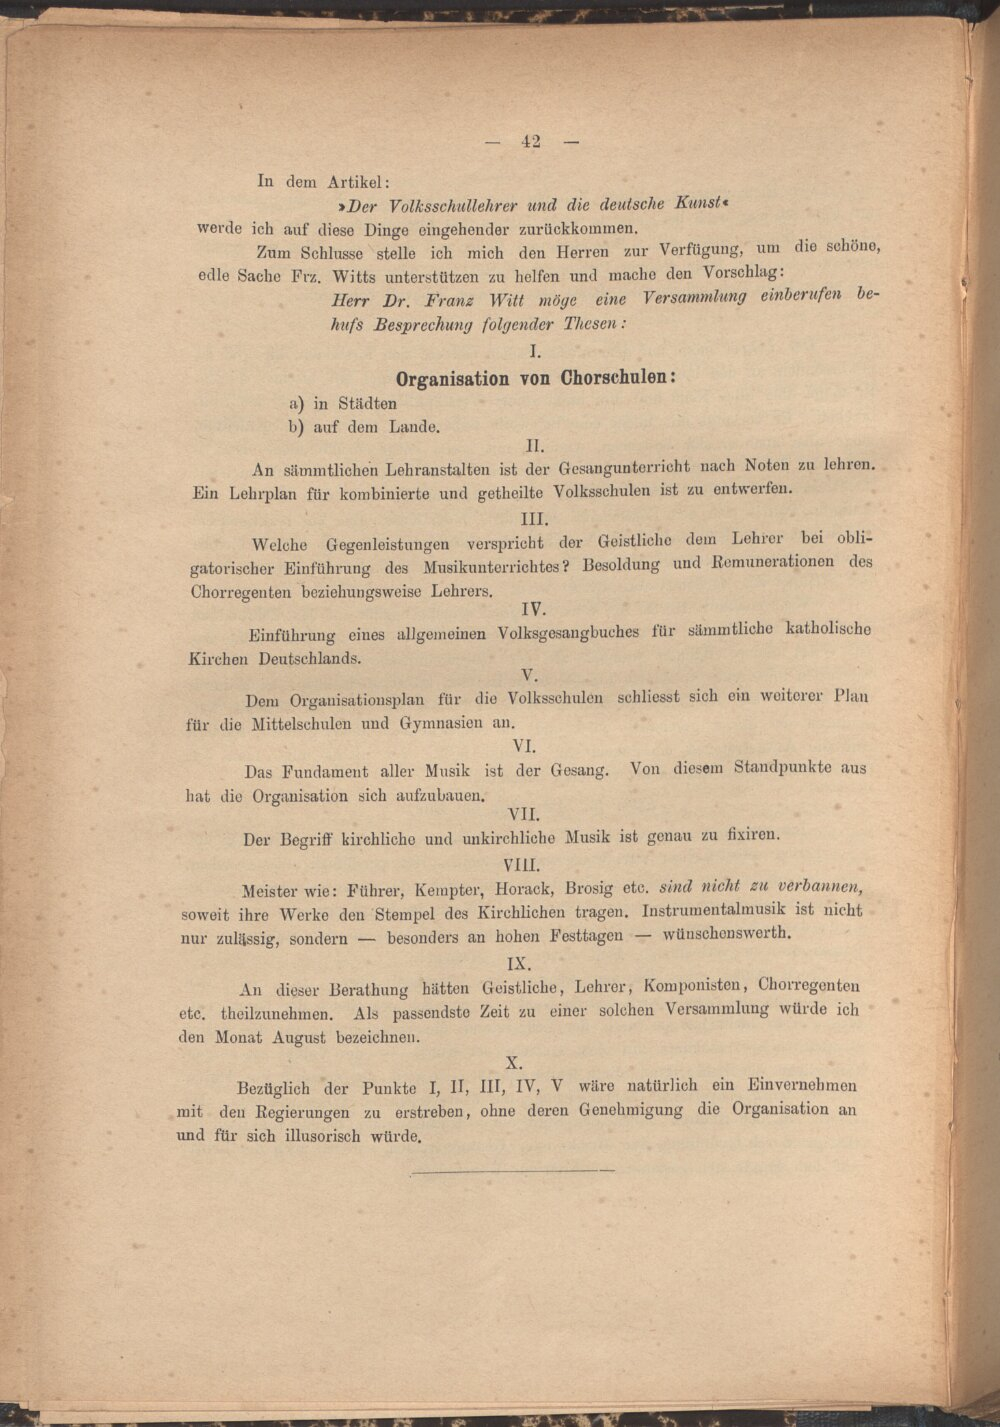 — 42 —
In dem Artikel:
»Der Volksschullehrer und die deutsche Kunst«
werde ich auf diese Dinge eingehender zurückkommen.
Zum Schlusse stelle ich mich den Herren zur Verfügung, um die schöne,
edle Sache Frz. Witts unterstützen zu helfen und mache den Vorschlag:
Herr Dr. Franz Witt möge eine Versammlung einberufen be-
hufs Besprechung folgender Thesen:
I.
Organisation von Chorschulen:
a) in Städten
b) auf dem Lande.
II.
An sämmtlichen Lehranstalten ist der Gesangunterricht nach Noten zu lehren.
Ein Lehrplan für kombinierte und getheilte Volksschulen ist zu entwerfen.
III.
Welche Gegenleistungen verspricht der Geistliche dem Lehrer bei obli-
gatorischer Einführung des Musikunterrichtes? Besoldung und Remunerationen des
Chorregenten beziehungsweise Lehrers.
IV.
Einführung eines allgemeinen Volksgesangbuches für sämmtliche katholische
Kirchen Deutschlands.
V.
Dem Organisationsplan für die Volksschulen schliesst sich ein weiterer Plan
für die Mittelschulen und Gymnasien an.
VI.
Das Fundament aller Musik ist der Gesang. Von diesem Standpunkte aus
hat die Organisation sich aufzubauen.
VII.
Der Begriff kirchliche und unkirchliche Musik ist genau zu fixiren.
VIII.
Meister wie: Führer, Kempter, Horack, Brosig etc. sind nicht zu verbannen,
soweit ihre Werke den Stempel des Kirchlichen tragen. Instrumentalmusik ist nicht
nur zulässig, sondern — besonders an hohen Festtagen — wünschenswerth.
IX.
An dieser Berathung hätten Geistliche, Lehrer, Komponisten, Chorregenten
etc. theilzunehmen. Als passendste Zeit zu einer solchen Versammlung würde ich
den Monat August bezeichnen.
X.
Bezüglich der Punkte I, II, III, IV, V wäre natürlich ein Einvernehmen
mit den Regierungen zu erstreben, ohne deren Genehmigung die Organisation an
und für sich illusorisch würde.